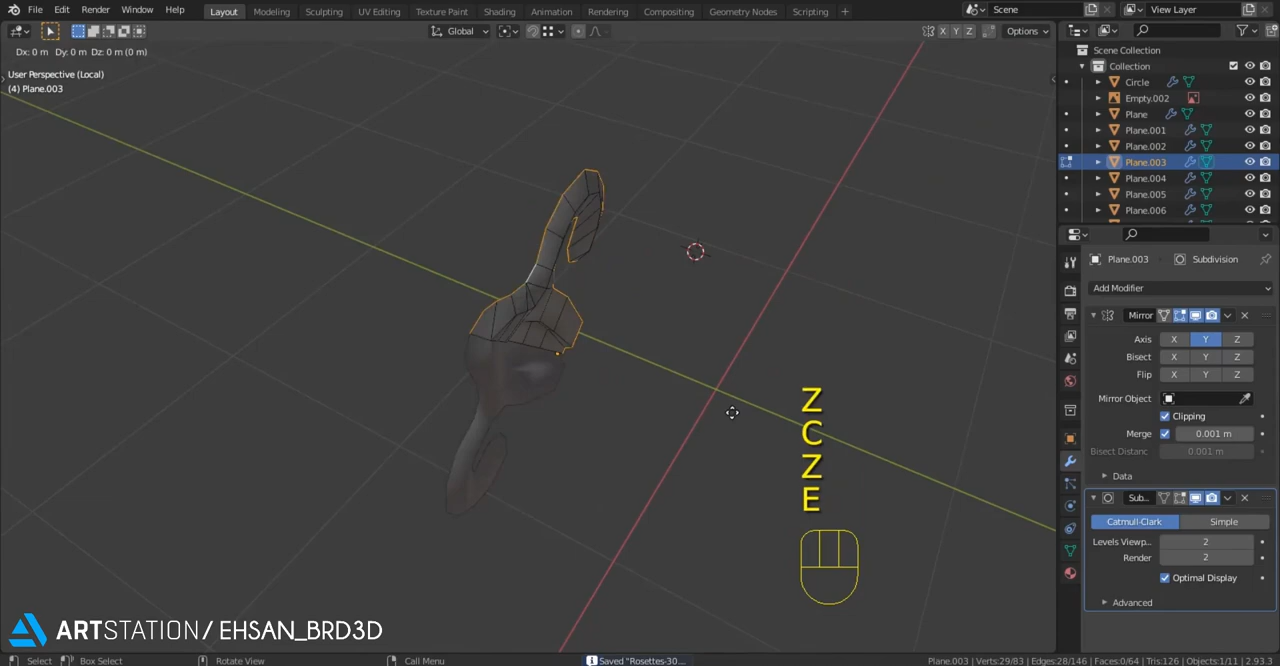 File Edit Render Window Help
Layout Modeling Sculpting UV Editing Texture Paint Shading Animation Rendering Compositing Geometry Nodes Scripting +
Scene
View Layer
Global
X Y Z
Options
Dx: 0 m Dy: 0 m Dz: 0 m (0 m)
User Perspective (Local)
(4) Plane.003
Scene Collection
Collection
Circle
Empty.002
Plane
Plane.001
Plane.002
Plane.003
Plane.004
Plane.005
Plane.006
Plane.003
Subdivision
Add Modifier
Mirror
Axis X Y Z
Bisect X Y Z
Flip X Y Z
Mirror Object
Clipping
Merge 0.001 m
Bisect Distanc 0.001 m
Data
Sub...
Catmull-Clark Simple
Levels Viewp... 2
Render 2
Optimal Display
Advanced
Z
C
Z
E
ARTSTATION/EHSAN_BRD3D
Select
Box Select
Rotate View
Call Menu
Saved "Rosettes-30...
Plane.003 | Verts:29/83 | Edges:28/146 | Faces:0/64 | Tris:126 | Objects:1/11 | 2.93.3